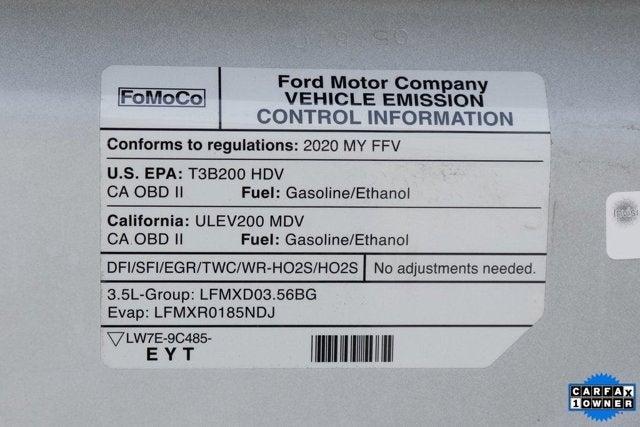 FoMoCo
Ford Motor Company
VEHICLE EMISSION
CONTROL INFORMATION
Conforms to regulations: 2020 MY FFV
U.S. EPA: T3B200 HDV
CA OBD II Fuel: Gasoline/Ethanol
California: ULEV200 MDV
CA OBD II Fuel: Gasoline/Ethanol
DFI/SFI/EGR/TWC/WR-HO2S/HO2S No adjustments needed.
3.5L-Group: LFMXD03.56BG
Evap: LFMXR0185NDJ
LW7E-9C485-
EYT
CARFAX
1 OWNER